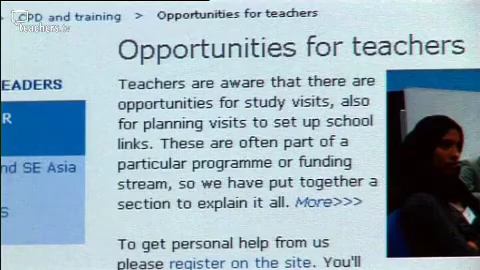 CPD and training > Opportunities for teachers
teachers.tv
Opportunities for teachers
EADERS
R
nd SE Asia
S
Teachers are aware that there are
opportunities for study visits, also
for planning visits to set up school
links. These are often part of a
particular programme or funding
stream, so we have put together a
section to explain it all. More>>>
To get personal help from us
please register on the site. You'll